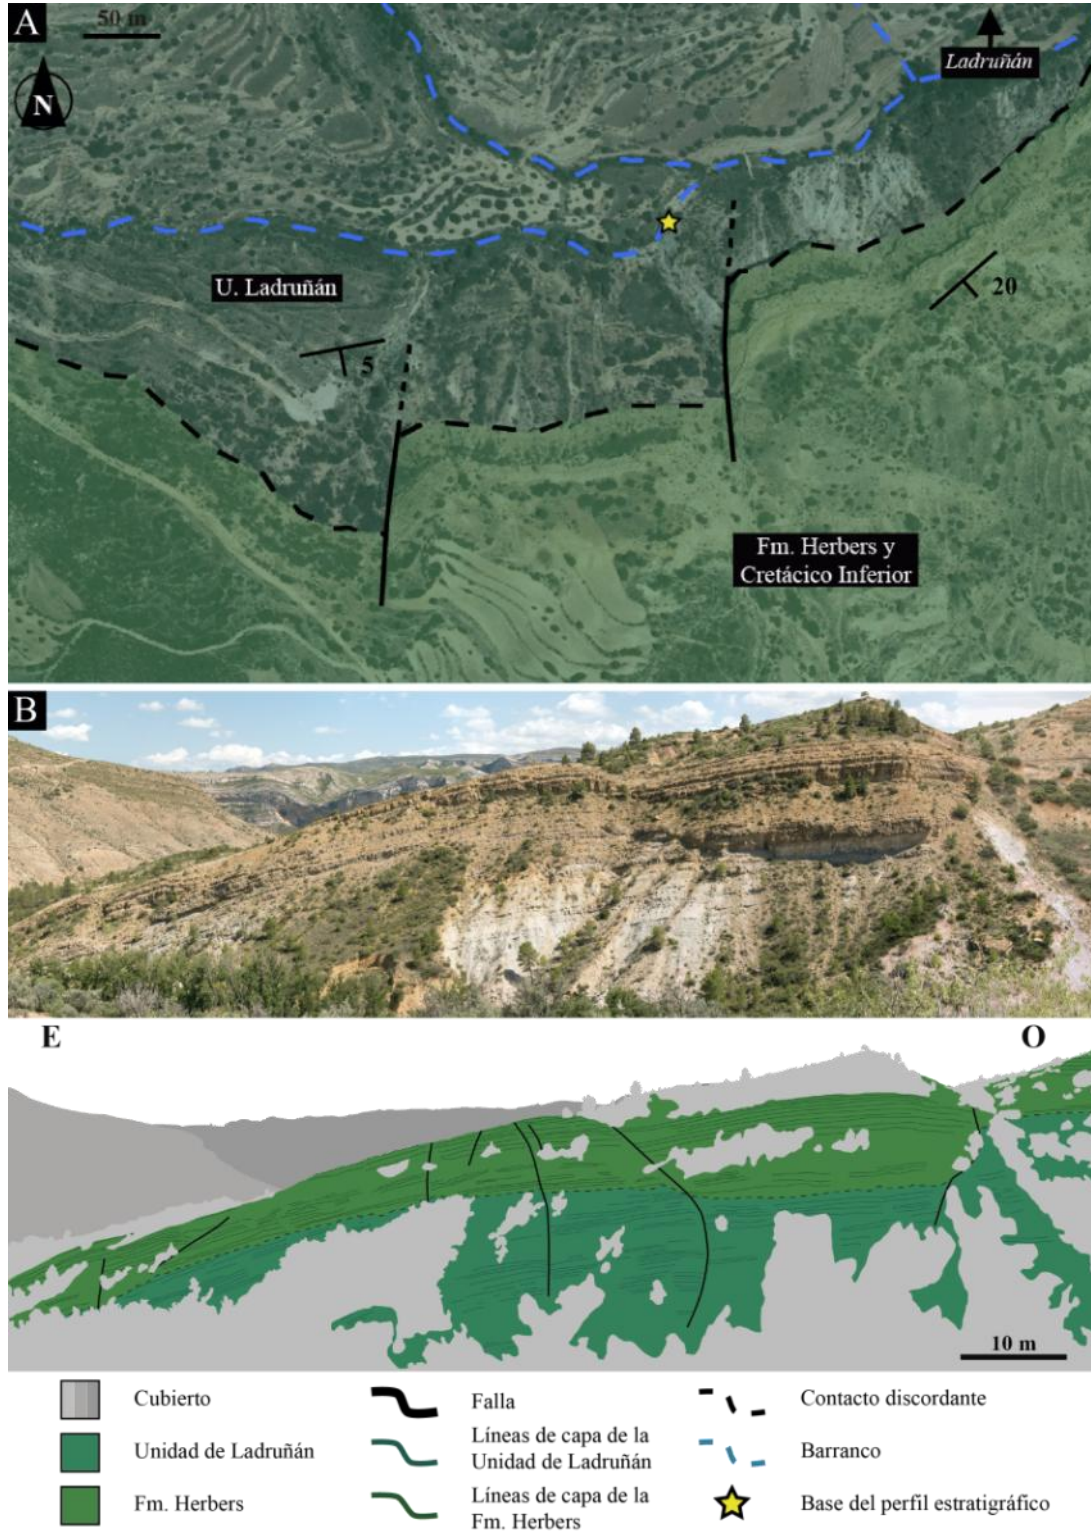 A
50 m
N
Ladruñán
U. Ladruñán
20
5
Fm. Herbers y
Cretácico Inferior
B
E
O
10 m
Cubierto
Falla
Contacto discordante
Unidad de Ladruñán
Líneas de capa de la
Unidad de Ladruñán
Barranco
Fm. Herbers
Líneas de capa de la
Fm. Herbers
Base del perfil estratigráfico